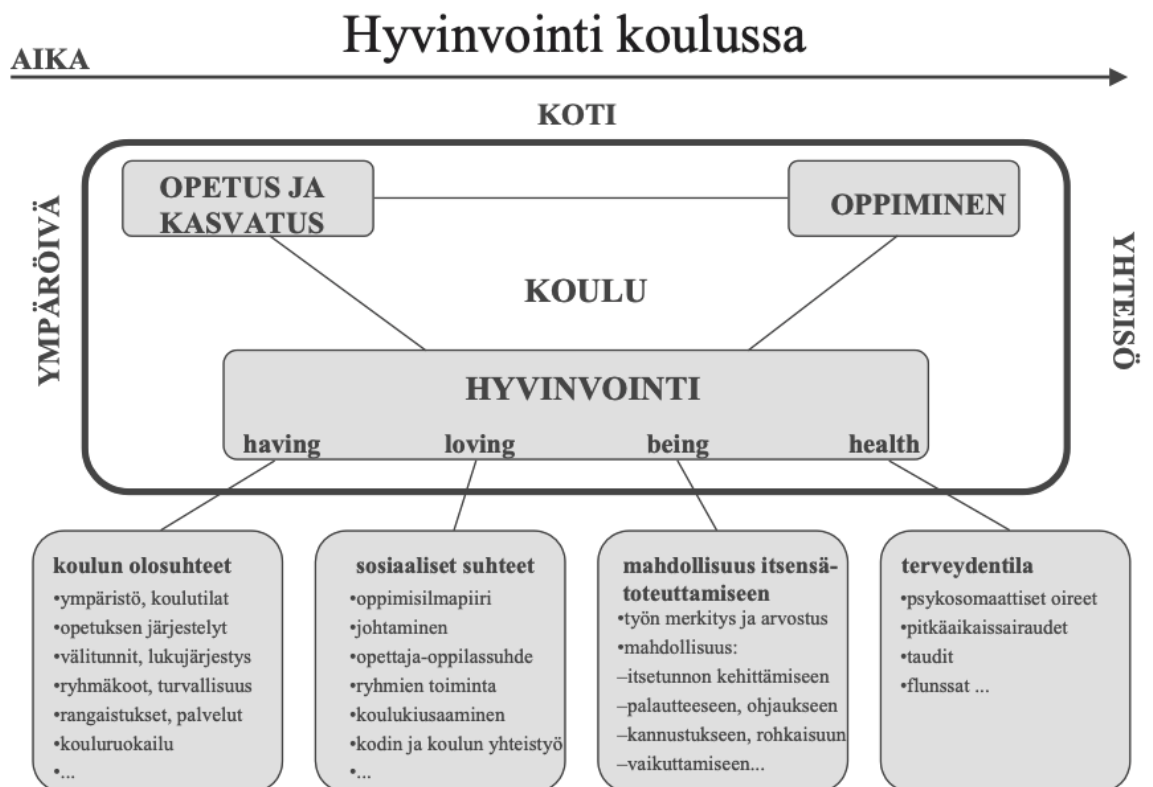 Hyvinvointi koulussa
AIKA
KOTI
YMPÄRÖIVÄ
YHTEISÖ
OPETUS JA
KASVATUS
OPPIMINEN
KOULU
HYVINVOINTI
having loving being health
koulun olosuhteet
•ympäristö, koulutilat
•opetuksen järjestelyt
•välitunnit, lukujärjestys
•ryhmäkoot, turvallisuus
•rangaistukset, palvelut
•kouluruokailu
•...
sosiaaliset suhteet
•oppimisilmapiiri
•johtaminen
•opettaja-oppilassuhde
•ryhmien toiminta
•koulukiusaaminen
•kodin ja koulun yhteistyö
•...
mahdollisuus itsensä-
toteuttamiseen
•työn merkitys ja arvostus
•mahdollisuus:
–itsetunnon kehittämiseen
–palautteeseen, ohjaukseen
–kannustukseen, rohkaisuun
–vaikuttamiseen...
terveydentila
•psykosomaattiset oireet
•pitkäaikaissairaudet
•taudit
•flunssat ...